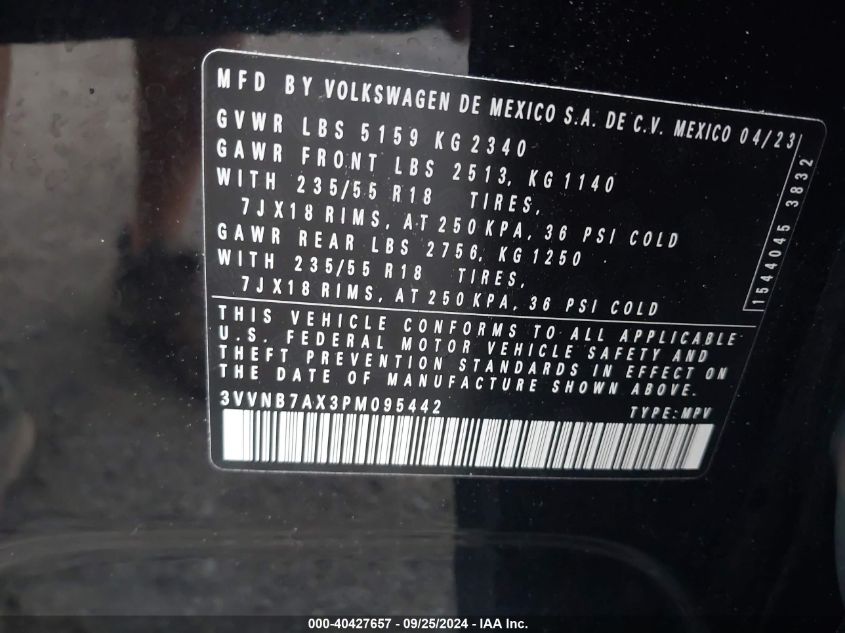 MFD BY VOLKSWAGEN DE MEXICO S.A. DE C.V. MEXICO 04/23
GVWR LBS 5159 KG 2340
GAWR FRONT LBS 2513, KG 1140
WITH 235/55 R18 TIRES,
7JX18 RIMS, AT 250 KPA, 36 PSI COLD
GAWR REAR LBS 2756, KG 1250
WITH 235/55 R18 TIRES,
7JX18 RIMS, AT 250 KPA, 36 PSI COLD
1544045 3832
THIS VEHICLE CONFORMS TO ALL APPLICABLE
U.S. FEDERAL MOTOR VEHICLE SAFETY AND
THEFT PREVENTION STANDARDS IN EFFECT ON
THE DATE OF MANUFACTURE SHOWN ABOVE.
3VVNB7AX3PM095442 TYPE:MPV
000-40427657 - 09/25/2024 - IAA Inc.